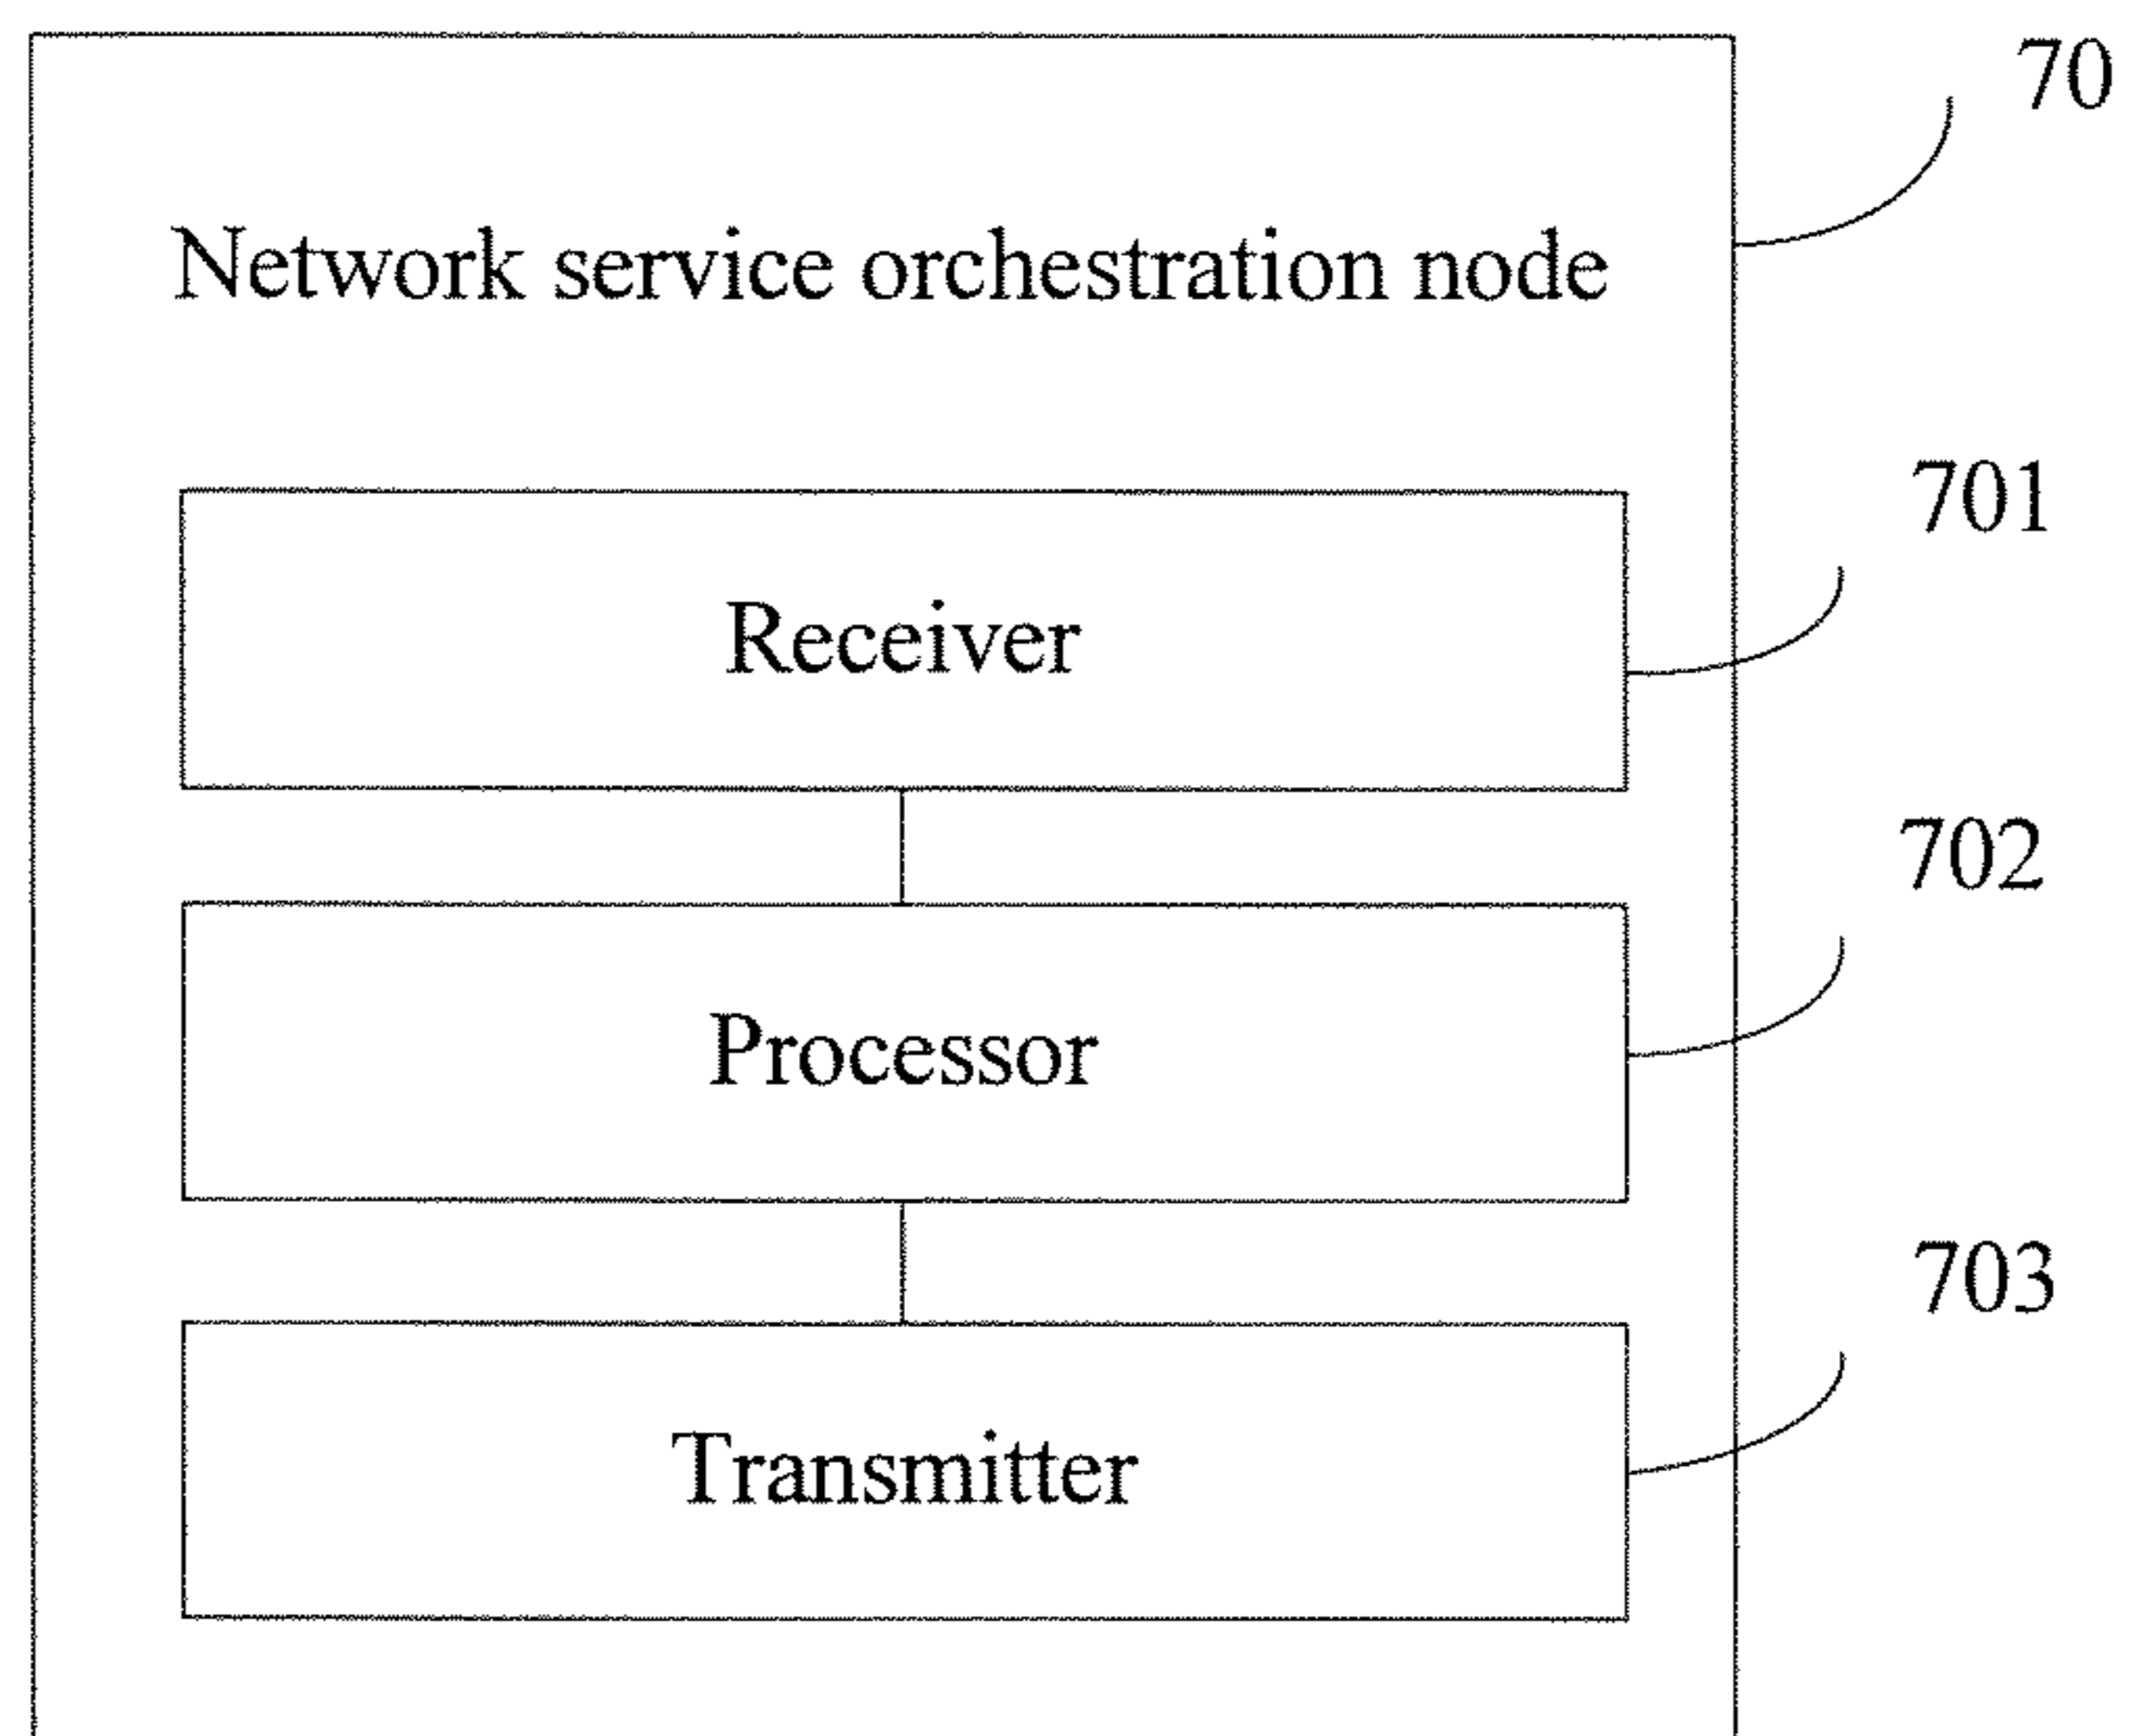 70
Network service orchestration node
701
Receiver
702
Processor
703
Transmitter